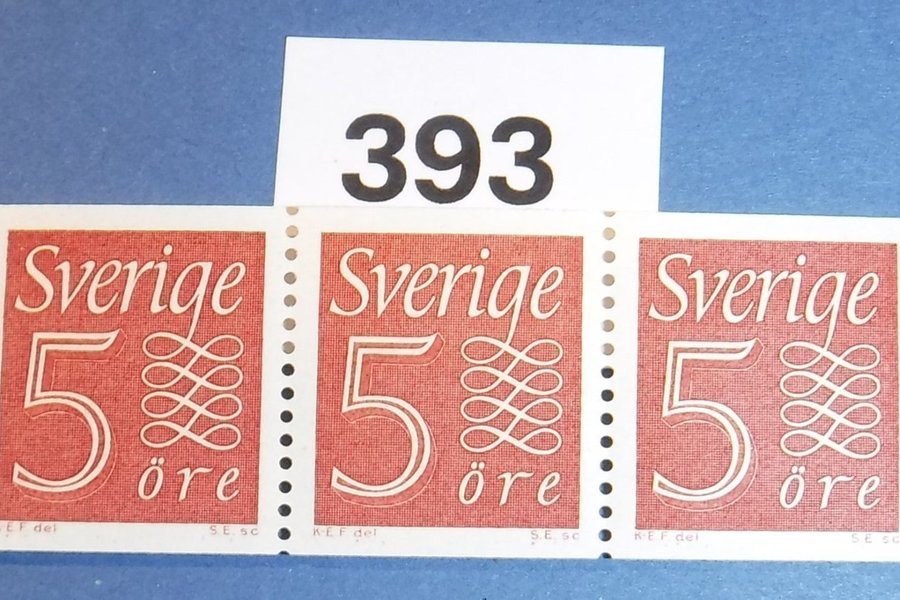 393
Sverige Sverige Sverige
5 5 5
öre öre öre
.E.F del S.E. sc K-E.F del S.E. sc K-E.F. del S.E. sc